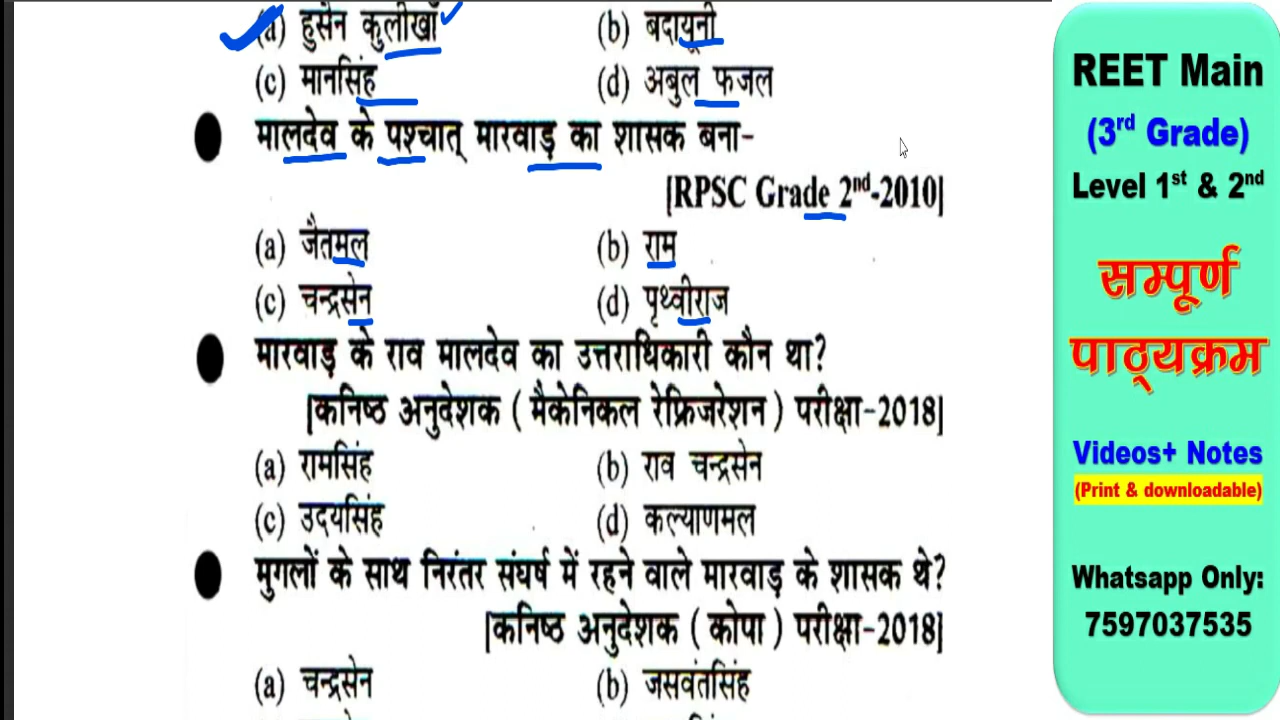 (a) हुसैन कुलीखाँ (b) बदायूनी
(c) मानसिंह (d) अबुल फजल
मालदेव के पश्चात् मारवाड़ का शासक बना-
[RPSC Grade 2nd-2010]
(a) जैतमल (b) राम
(c) चन्द्रसेन (d) पृथ्वीराज
मारवाड़ के राव मालदेव का उत्तराधिकारी कौन था?
[कनिष्ठ अनुदेशक ( मैकेनिकल रेफ्रिजरेशन ) परीक्षा-2018]
(a) रामसिंह (b) राव चन्द्रसेन
(c) उदयसिंह (d) कल्याणमल
मुगलों के साथ निरंतर संघर्ष में रहने वाले मारवाड़ के शासक थे?
[कनिष्ठ अनुदेशक ( कोपा ) परीक्षा-2018]
(a) चन्द्रसेन (b) जसवंतसिंह
REET Main
(3rd Grade)
Level 1st & 2nd
सम्पूर्ण
पाठ्यक्रम
Videos+ Notes
(Print & downloadable)
Whatsapp Only:
7597037535